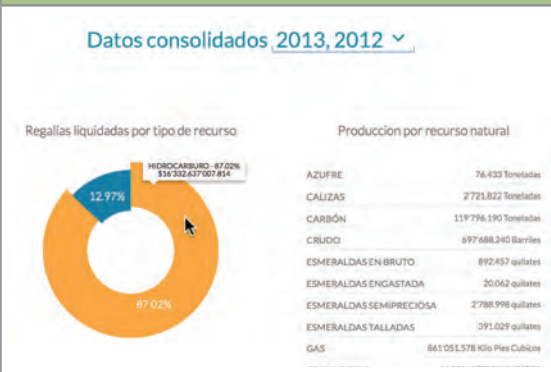 Datos consolidados 2013, 2012
Regalías liquidadas por tipo de recurso
HIDROCARBURO - 87.02%
$16'332.637'007.814
12.97%
87.02%
Produccion por recurso natural
AZUFRE 76.433 Toneladas
CALIZAS 2'721.822 Toneladas
CARBÓN 119'796.190 Toneladas
CRUDO 697'688.240 Barriles
ESMERALDAS EN BRUTO 892.457 quilates
ESMERALDAS ENGASTADA 20.062 quilates
ESMERALDAS SEMIPRECIOSA 2'788.998 quilates
ESMERALDAS TALLADAS 391.029 quilates
GAS 861'051.578 Kilo Pies Cubicos